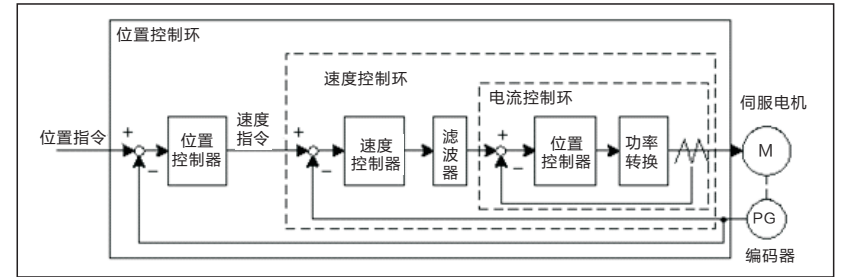 位置控制环
速度控制环
电流控制环
伺服电机
位置指令
+
−
位置
控制器
速度
指令
+
−
速度
控制器
滤
波
器
+
−
位置
控制器
功率
转换
M
PG
编码器